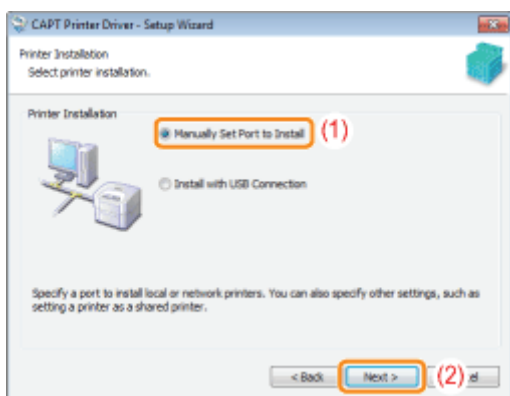 CAPT Printer Driver - Setup Wizard
Printer Installation
Select printer installation.
Printer Installation
Manually Set Port to Install (1)
Install with USB Connection
Specify a port to install local or network printers. You can also specify other settings, such as
setting a printer as a shared printer.
< Back Next > (2) el